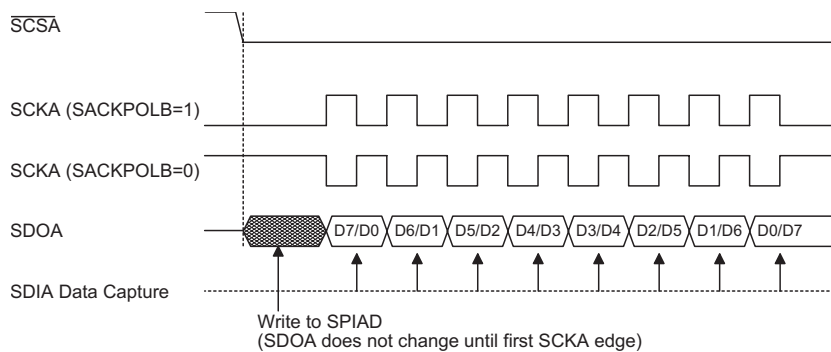 SCSA
SCKA (SACKPOLB=1)
SCKA (SACKPOLB=0)
SDOA
D7/D0 D6/D1 D5/D2 D4/D3 D3/D4 D2/D5 D1/D6 D0/D7
SDIA Data Capture
Write to SPIAD
(SDOA does not change until first SCKA edge)